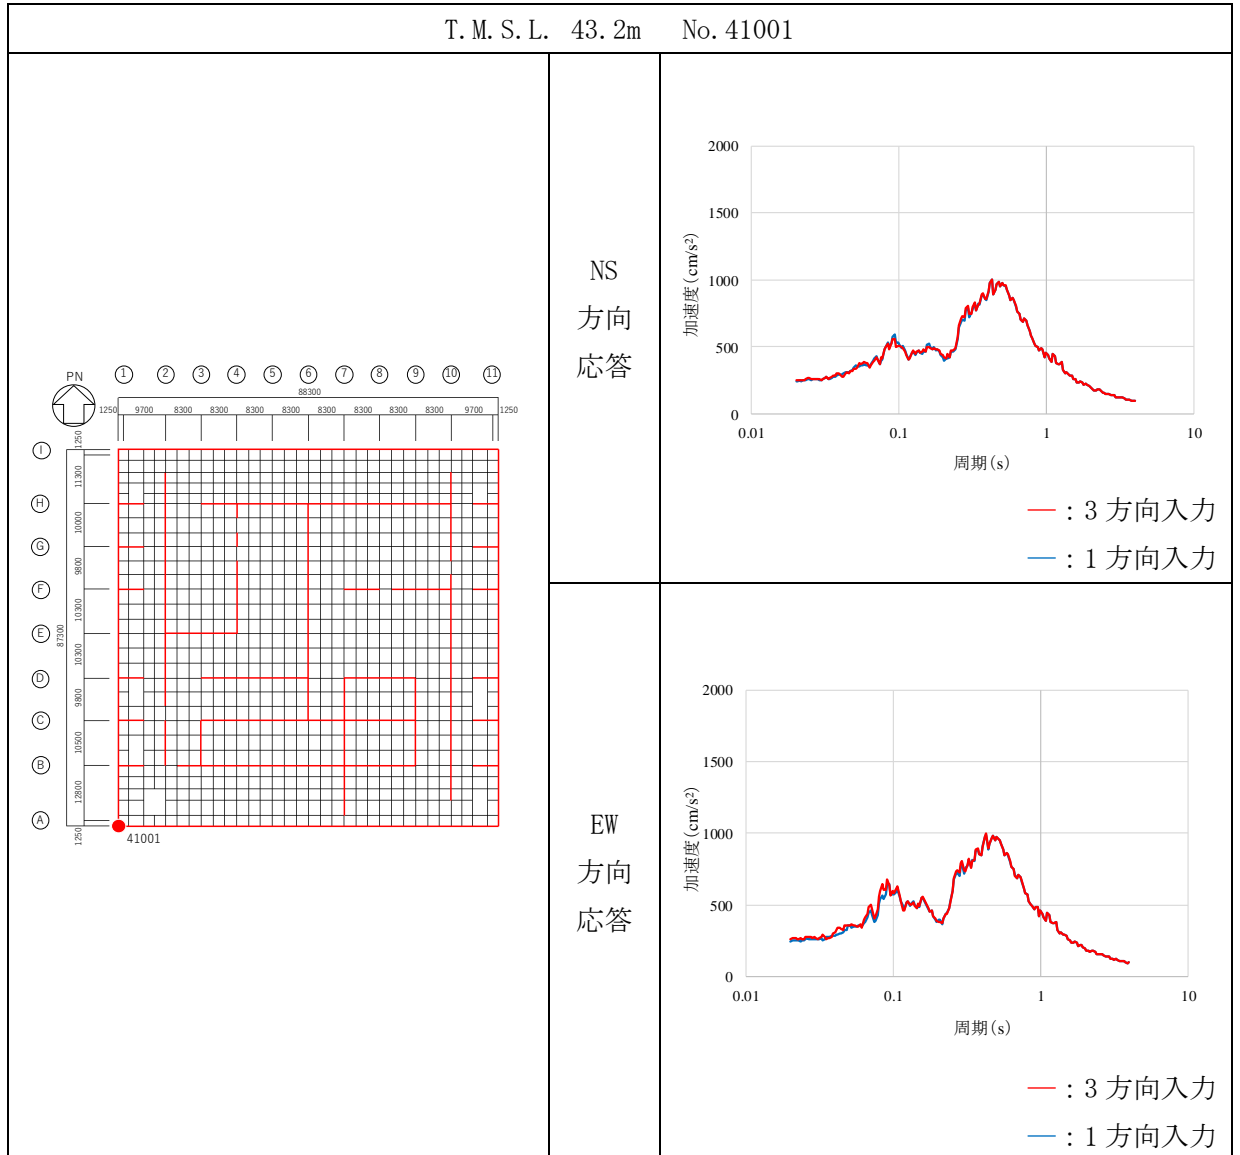 T.M.S.L. 43.2m No.41001
PN
1 2 3 4 5 6 7 8 9 10 11
88300
1250 9700 8300 8300 8300 8300 8300 8300 8300 8300 9700 1250
I
H
G
F
E
D
C
B
A
87300
1250
11300
10000
9800
10300
10300
9800
10500
12800
1250
41001
NS
方向
応答
2000
1500
1000
500
0
0.01 0.1 1 10
加速度(cm/s²)
周期(s)
:3方向入力
:1方向入力
EW
方向
応答
2000
1500
1000
500
0
0.01 0.1 1 10
加速度(cm/s²)
周期(s)
:3方向入力
:1方向入力